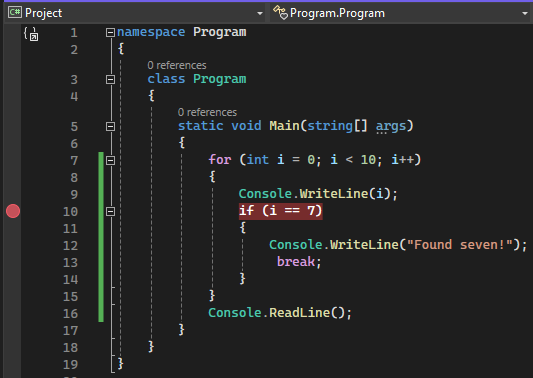 C# Project Program.Program
1 namespace Program
2 {
0 references
3 class Program
4 {
0 references
5 static void Main(string[] args)
6 {
7 for (int i = 0; i < 10; i++)
8 {
9 Console.WriteLine(i);
10 if (i == 7)
11 {
12 Console.WriteLine("Found seven!");
13 break;
14 }
15 }
16 Console.ReadLine();
17 }
18 }
19 }